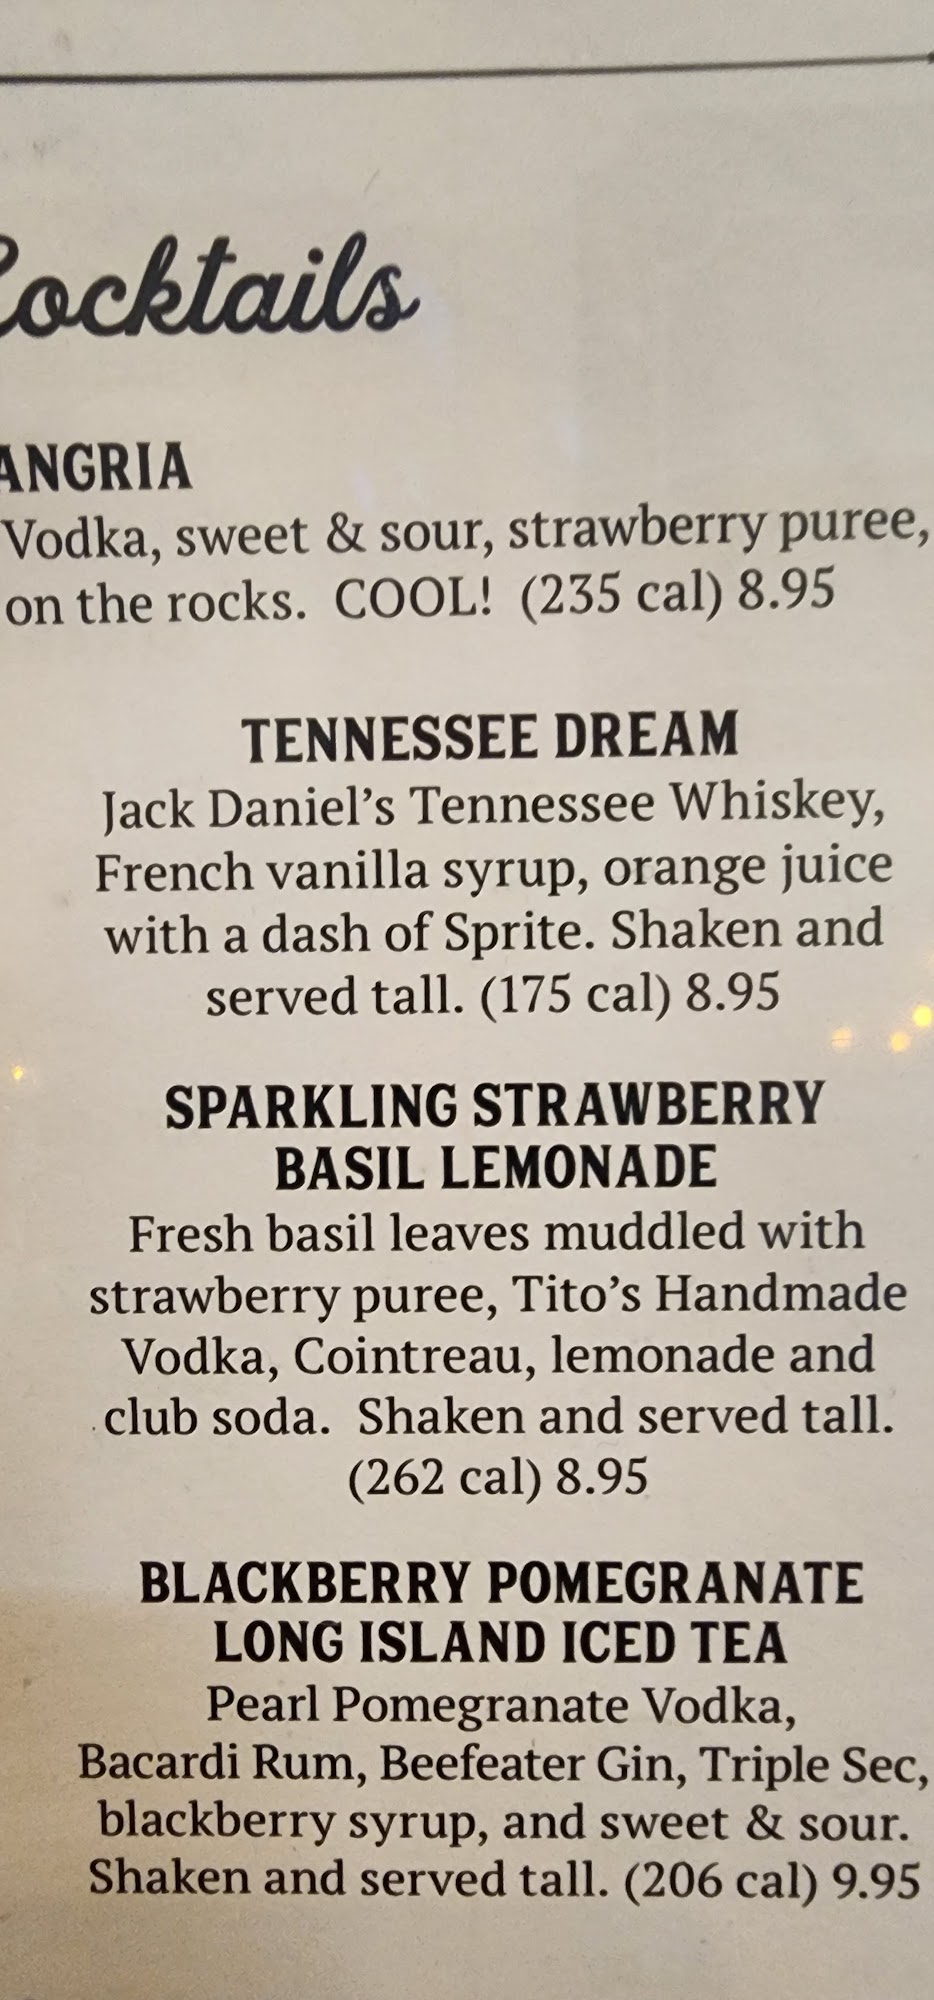 Cocktails
ANGRIA
Vodka, sweet & sour, strawberry puree,
on the rocks. COOL! (235 cal) 8.95
TENNESSEE DREAM
Jack Daniel's Tennessee Whiskey,
French vanilla syrup, orange juice
with a dash of Sprite. Shaken and
served tall. (175 cal) 8.95
SPARKLING STRAWBERRY
BASIL LEMONADE
Fresh basil leaves muddled with
strawberry puree, Tito's Handmade
Vodka, Cointreau, lemonade and
club soda. Shaken and served tall.
(262 cal) 8.95
BLACKBERRY POMEGRANATE
LONG ISLAND ICED TEA
Pearl Pomegranate Vodka,
Bacardi Rum, Beefeater Gin, Triple Sec,
blackberry syrup, and sweet & sour.
Shaken and served tall. (206 cal) 9.95